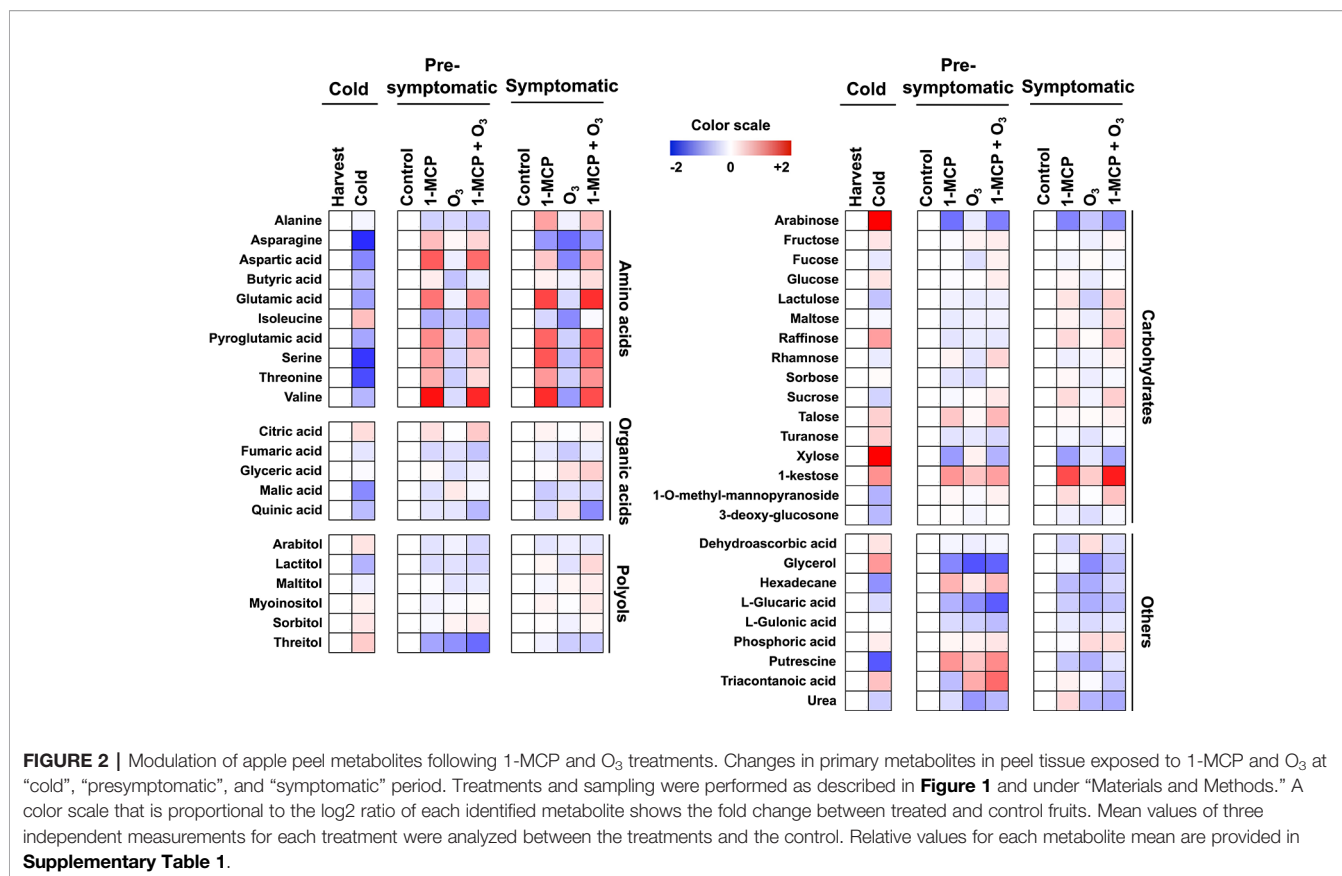 Cold
Pre-
symptomatic
Symptomatic
Harvest
Cold
Control
1-MCP
O3
1-MCP + O3
Control
1-MCP
O3
1-MCP + O3
Alanine
Asparagine
Aspartic acid
Butyric acid
Glutamic acid
Isoleucine
Pyroglutamic acid
Serine
Threonine
Valine
Amino acids
Citric acid
Fumaric acid
Glyceric acid
Malic acid
Quinic acid
Organic acids
Arabitol
Lactitol
Maltitol
Myoinositol
Sorbitol
Threitol
Polyols
Color scale
-2 0 +2
Cold
Pre-
symptomatic
Symptomatic
Harvest
Cold
Control
1-MCP
O3
1-MCP + O3
Control
1-MCP
O3
1-MCP + O3
Arabinose
Fructose
Fucose
Glucose
Lactulose
Maltose
Raffinose
Rhamnose
Sorbose
Sucrose
Talose
Turanose
Xylose
1-kestose
1-O-methyl-mannopyranoside
3-deoxy-glucosone
Carbohydrates
Dehydroascorbic acid
Glycerol
Hexadecane
L-Glucaric acid
L-Gulonic acid
Phosphoric acid
Putrescine
Triacontanoic acid
Urea
Others
FIGURE 2 | Modulation of apple peel metabolites following 1-MCP and O3 treatments. Changes in primary metabolites in peel tissue exposed to 1-MCP and O3 at
“cold”, “presymptomatic”, and “symptomatic” period. Treatments and sampling were performed as described in Figure 1 and under “Materials and Methods.” A
color scale that is proportional to the log2 ratio of each identified metabolite shows the fold change between treated and control fruits. Mean values of three
independent measurements for each treatment were analyzed between the treatments and the control. Relative values for each metabolite mean are provided in
Supplementary Table 1.